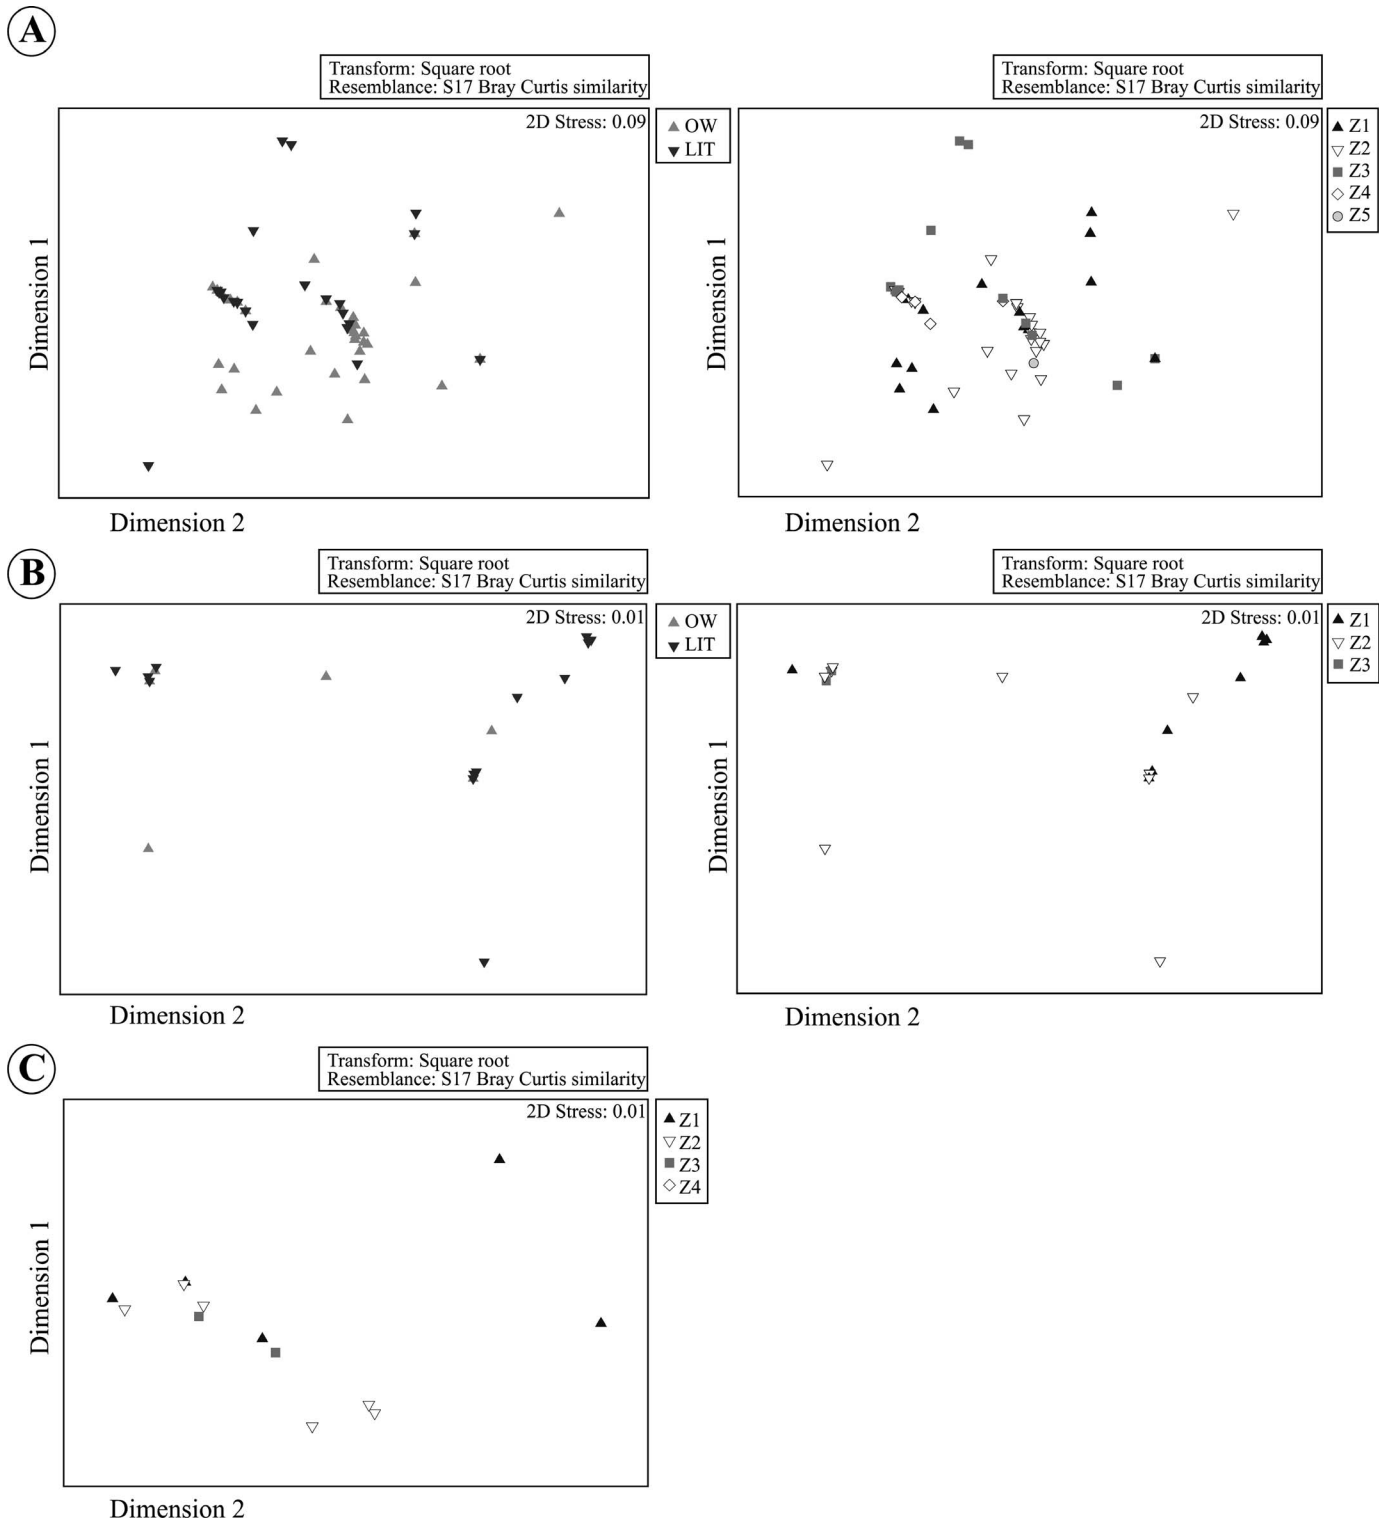 A
Transform: Square root
Resemblance: S17 Bray Curtis similarity
2D Stress: 0.09
OW
LIT
Dimension 1
Dimension 2
Transform: Square root
Resemblance: S17 Bray Curtis similarity
2D Stress: 0.09
Z1
Z2
Z3
Z4
Z5
Dimension 1
Dimension 2
B
Transform: Square root
Resemblance: S17 Bray Curtis similarity
2D Stress: 0.01
OW
LIT
Dimension 1
Dimension 2
Transform: Square root
Resemblance: S17 Bray Curtis similarity
2D Stress: 0.01
Z1
Z2
Z3
Dimension 1
Dimension 2
C
Transform: Square root
Resemblance: S17 Bray Curtis similarity
2D Stress: 0.01
Z1
Z2
Z3
Z4
Dimension 1
Dimension 2